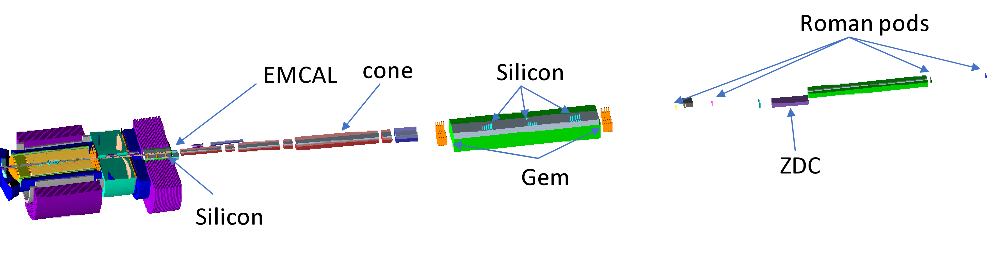 Roman pods
EMCAL
cone
Silicon
ZDC
Gem
Silicon